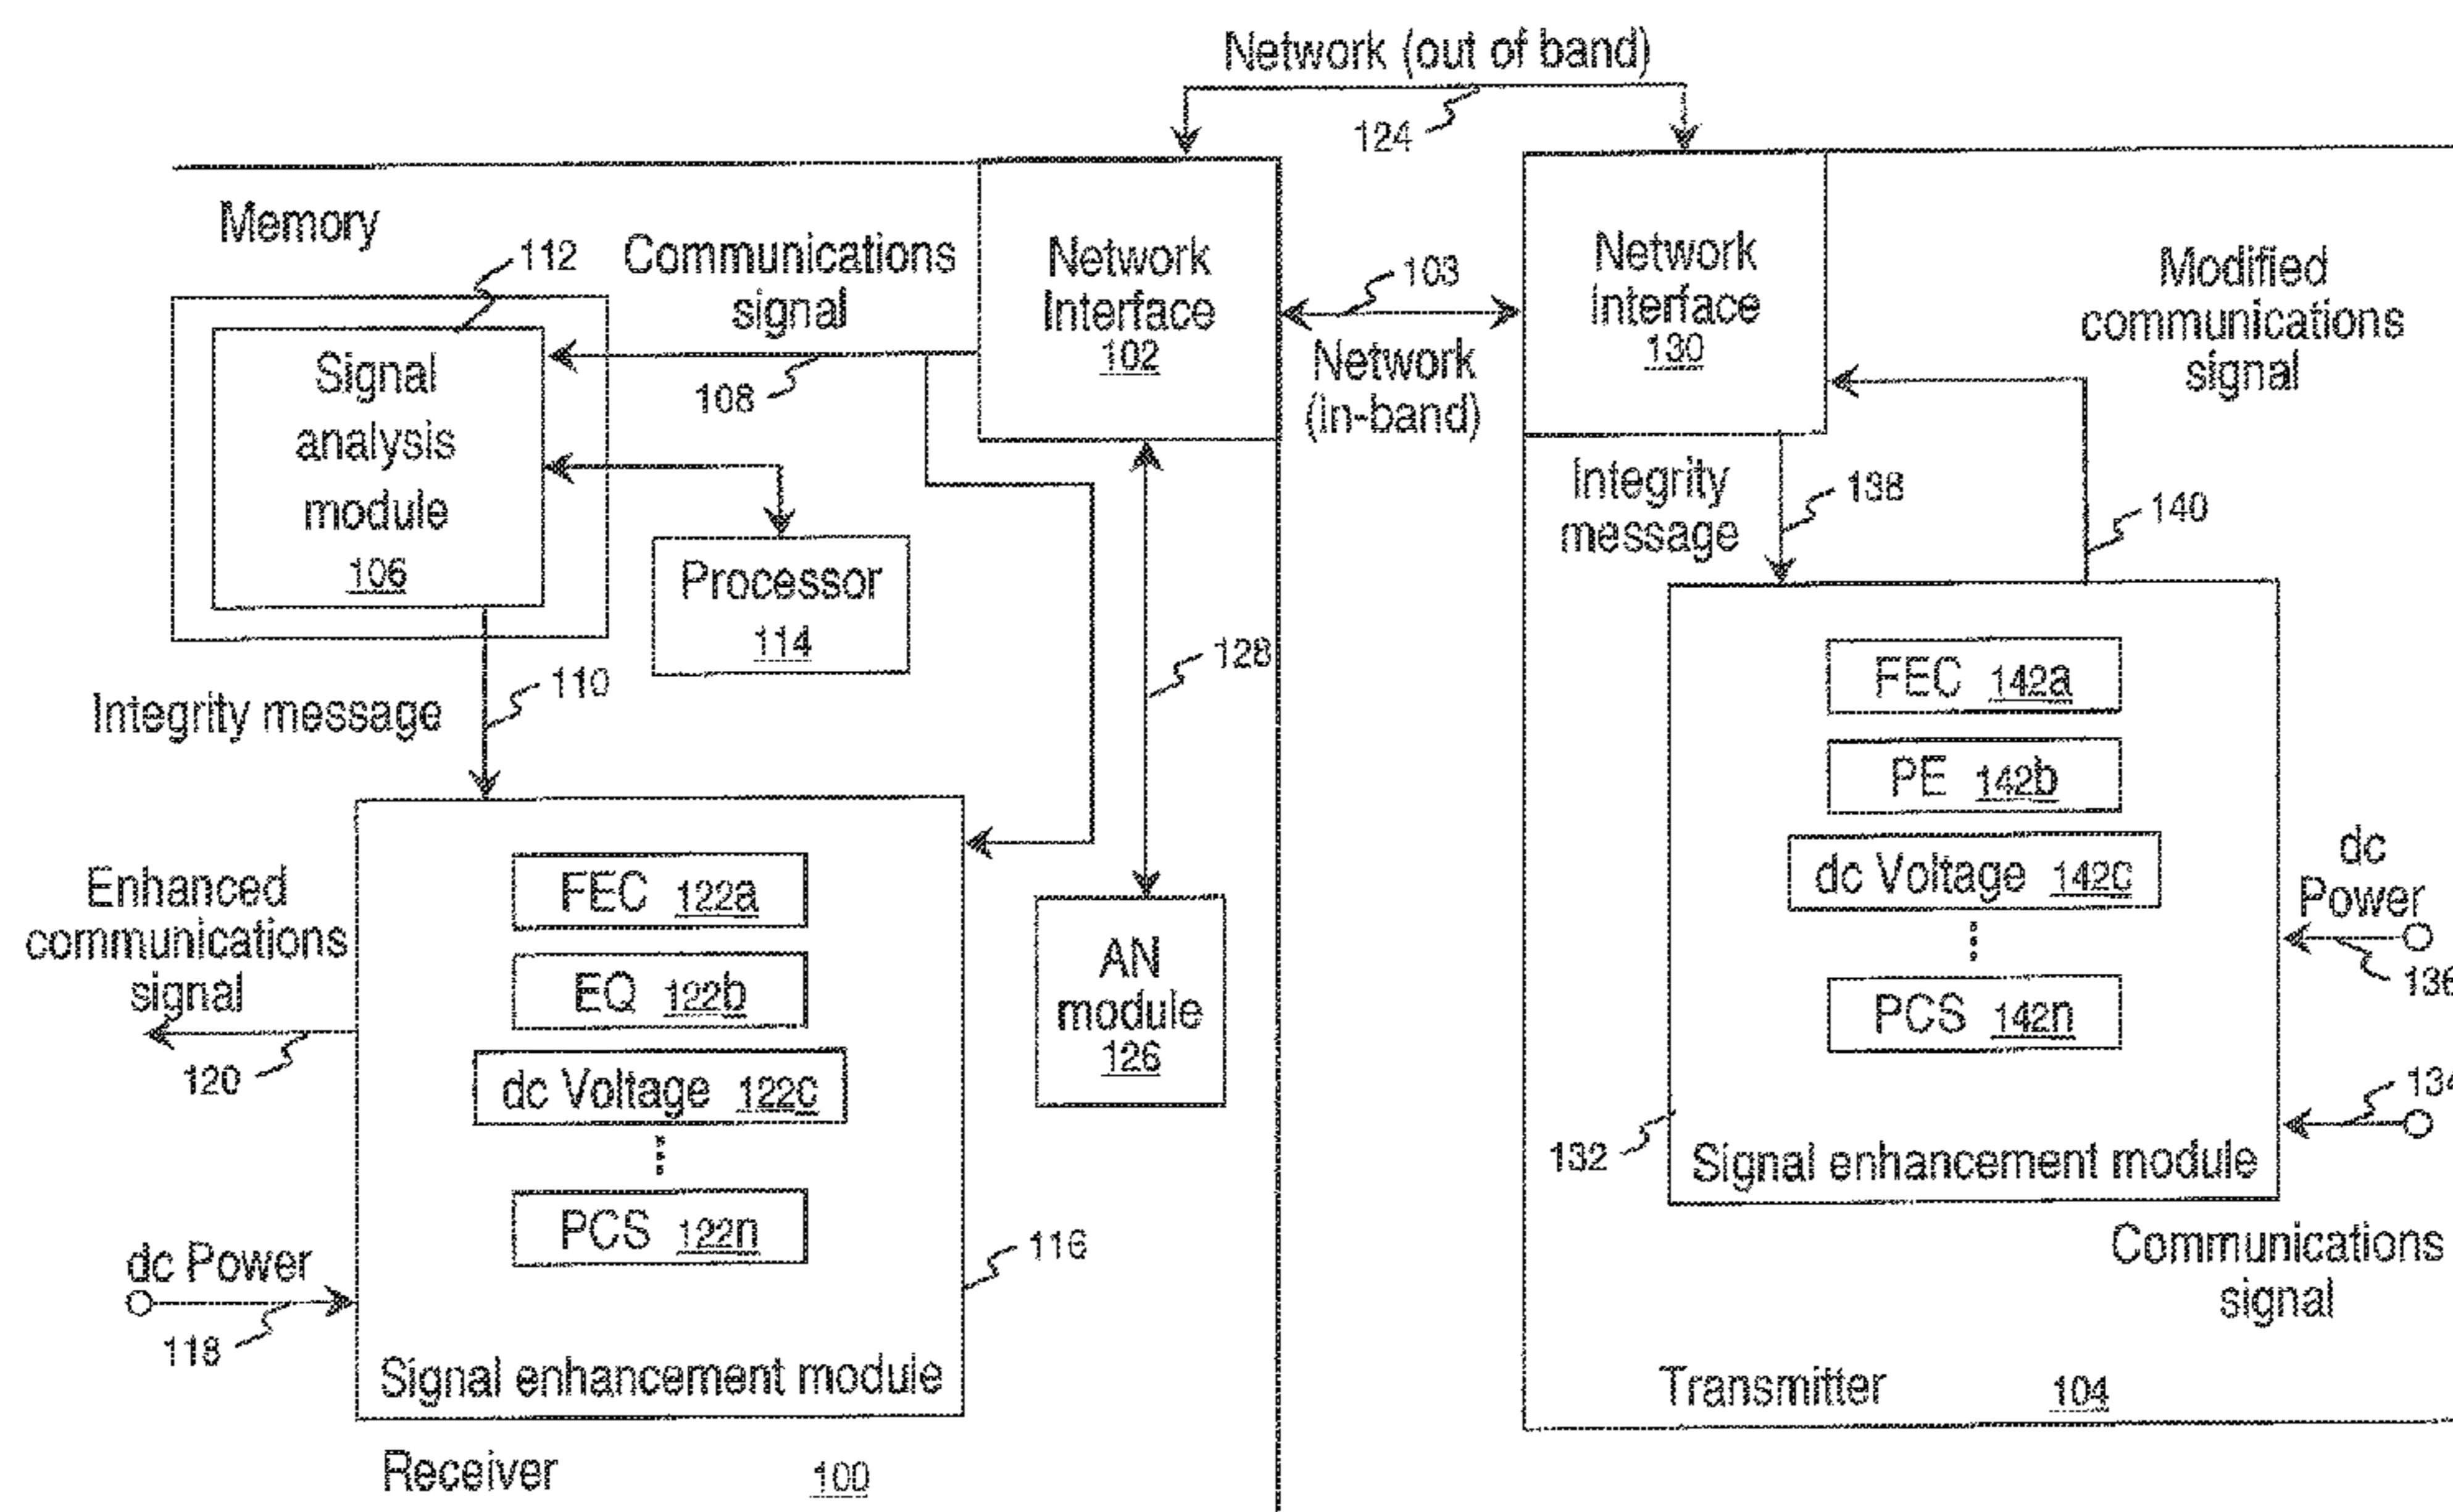 Network (out of band)
124
Memory
112
Communications
signal
108
Network
Interface
102
103
Network
(in-band)
Network
Interface
130
Modified
communications
signal
Signal
analysis
module
106
Processor
114
Integrity
message
138
140
128
110
Integrity message
FEC 122a
EQ 122b
dc Voltage 122c
PCS 122n
Signal enhancement module
116
Enhanced
communications
signal
120
dc Power
118
AN
module
126
Receiver 100
FEC 142a
PE 142b
dc Voltage 142c
PCS 142n
132
Signal enhancement module
dc
Power
136
134
Communications
signal
Transmitter 104